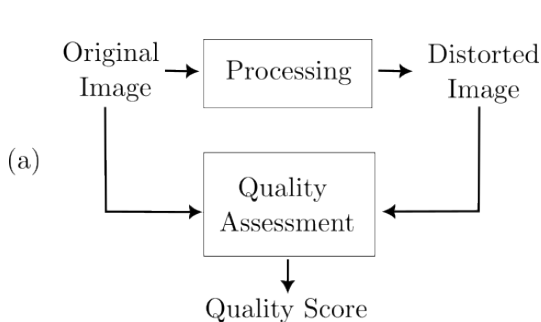 Original
Image
Processing
Distorted
Image
(a)
Quality
Assessment
Quality Score